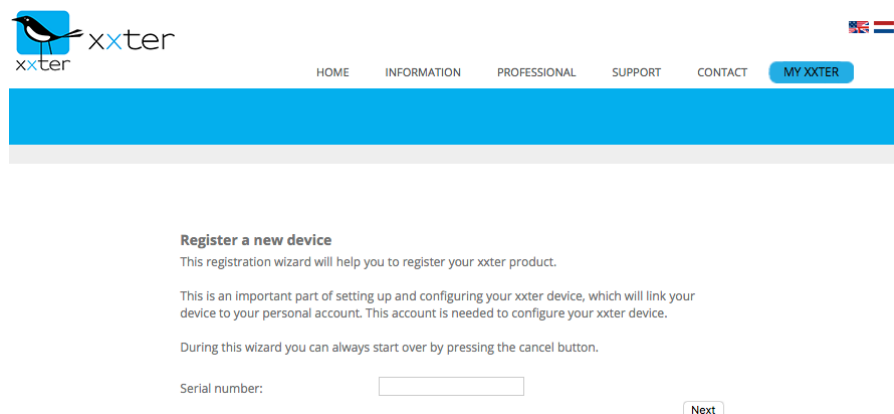 xxter
xxter
HOME INFORMATION PROFESSIONAL SUPPORT CONTACT MY XXTER
Register a new device
This registration wizard will help you to register your xxter product.
This is an important part of setting up and configuring your xxter device, which will link your
device to your personal account. This account is needed to configure your xxter device.
During this wizard you can always start over by pressing the cancel button.
Serial number:
Next